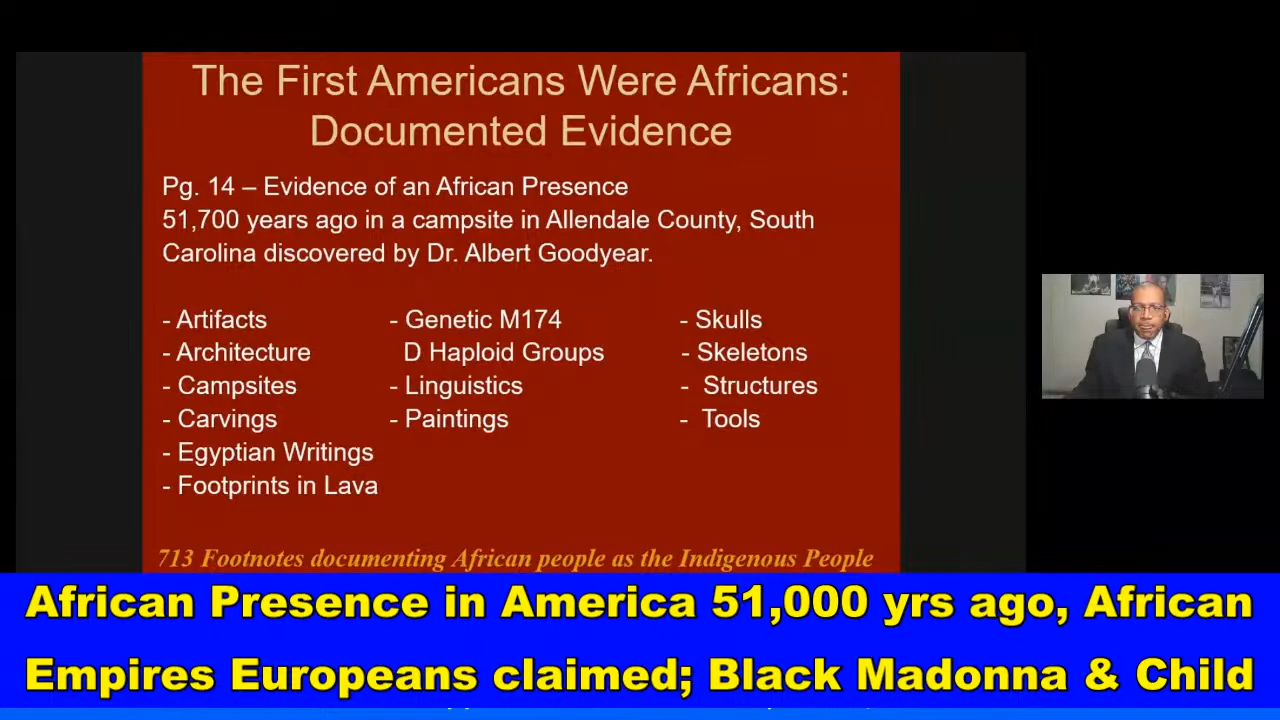 The First Americans Were Africans:
Documented Evidence
Pg. 14 – Evidence of an African Presence
51,700 years ago in a campsite in Allendale County, South
Carolina discovered by Dr. Albert Goodyear.
- Artifacts - Genetic M174 - Skulls
- Architecture D Haploid Groups - Skeletons
- Campsites - Linguistics - Structures
- Carvings - Paintings - Tools
- Egyptian Writings
- Footprints in Lava
713 Footnotes documenting African people as the Indigenous People
African Presence in America 51,000 yrs ago, African
Empires Europeans claimed; Black Madonna & Child